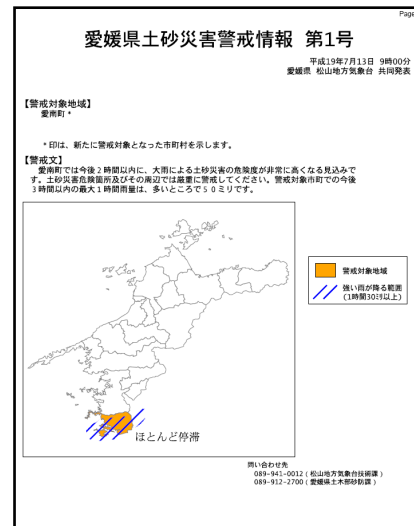 Page
愛媛県土砂災害警戒情報 第1号
平成19年7月13日 9時00分
愛媛県 松山地方気象台 共同発表
【警戒対象地域】
愛南町 *
* 印は、新たに警戒対象となった市町村を示します。
【警戒文】
愛南町では今後２時間以内に、大雨による土砂災害の危険度が非常に高くなる見込みで
す。土砂災害危険箇所及びその周辺では厳重に警戒してください。警戒対象市町での今後
３時間以内の最大１時間雨量は、多いところで５０ミリです。
警戒対象地域
強い雨が降る範囲
(1時間30ﾐﾘ以上)
ほとんど停滞
問い合わせ先
089-941-0012 ( 松山地方気象台技術課 )
089-912-2700 ( 愛媛県土木部砂防課 )